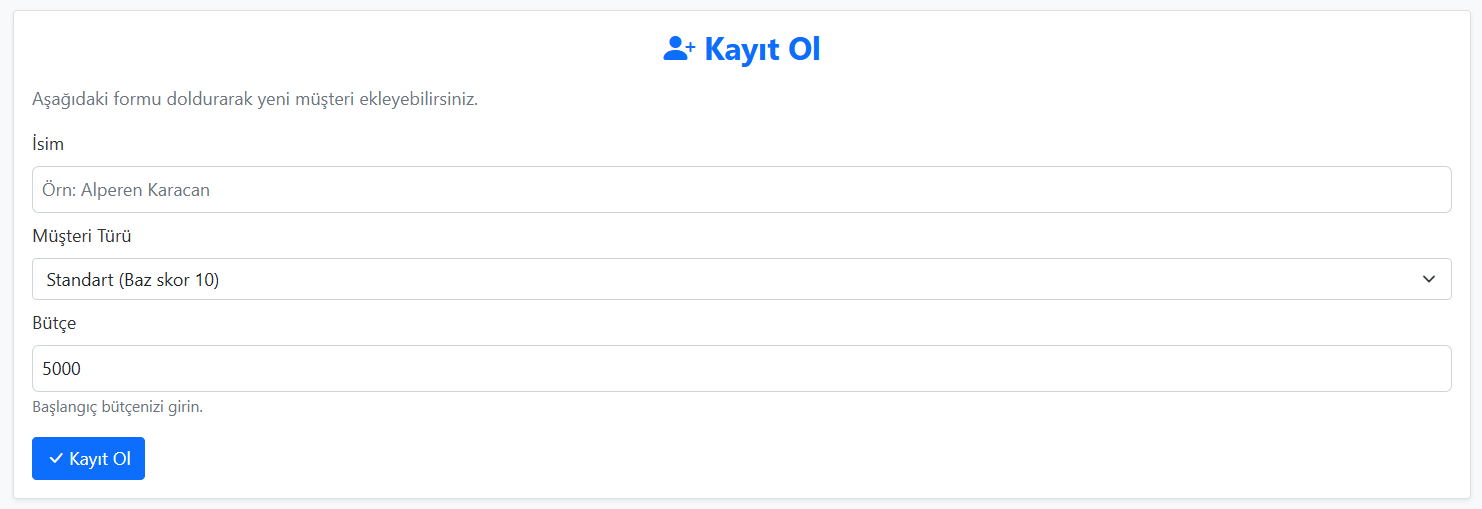 Kayıt Ol
Aşağıdaki formu doldurarak yeni müşteri ekleyebilirsiniz.
İsim
Örn: Alperen Karacan
Müşteri Türü
Standart (Baz skor 10)
Bütçe
5000
Başlangıç bütçenizi girin.
Kayıt Ol